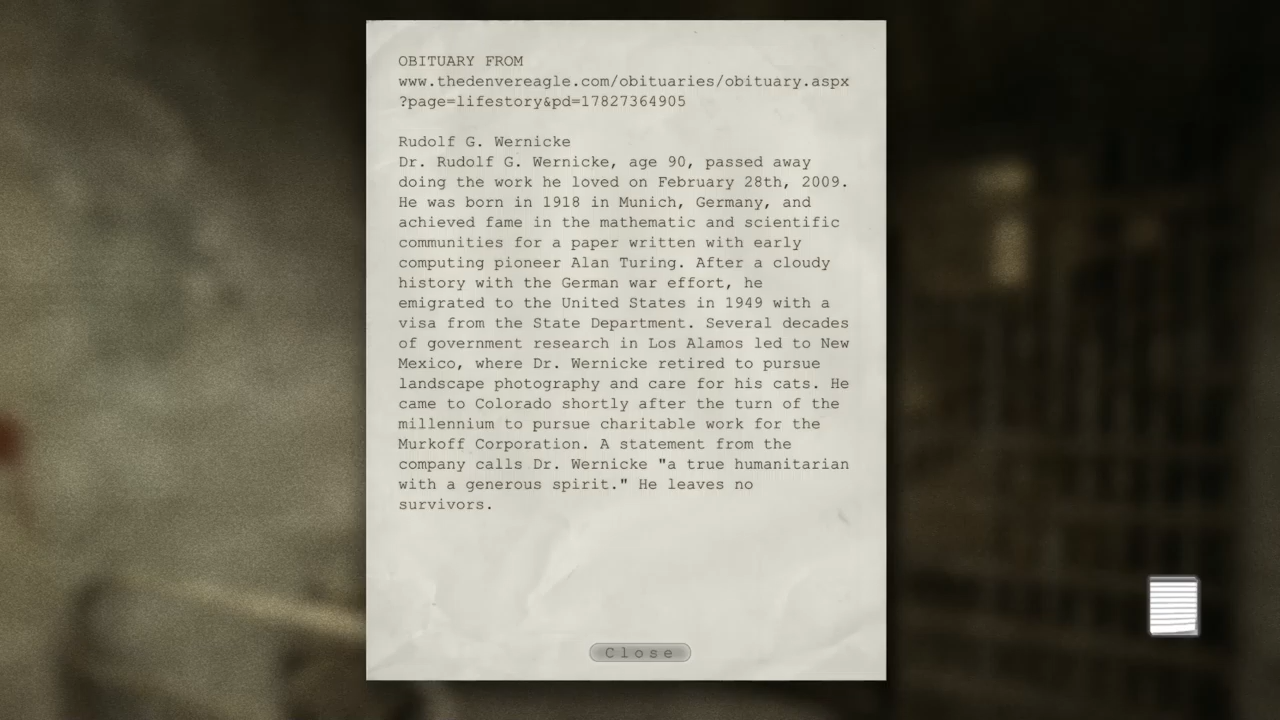 OBITUARY FROM
www.thedenvereagle.com/obituaries/obituary.aspx
?page=lifestory&pd=17827364905
Rudolf G. Wernicke
Dr. Rudolf G. Wernicke, age 90, passed away
doing the work he loved on February 28th, 2009.
He was born in 1918 in Munich, Germany, and
achieved fame in the mathematic and scientific
communities for a paper written with early
computing pioneer Alan Turing. After a cloudy
history with the German war effort, he
emigrated to the United States in 1949 with a
visa from the State Department. Several decades
of government research in Los Alamos led to New
Mexico, where Dr. Wernicke retired to pursue
landscape photography and care for his cats. He
came to Colorado shortly after the turn of the
millennium to pursue charitable work for the
Murkoff Corporation. A statement from the
company calls Dr. Wernicke "a true humanitarian
with a generous spirit." He leaves no
survivors.
Close